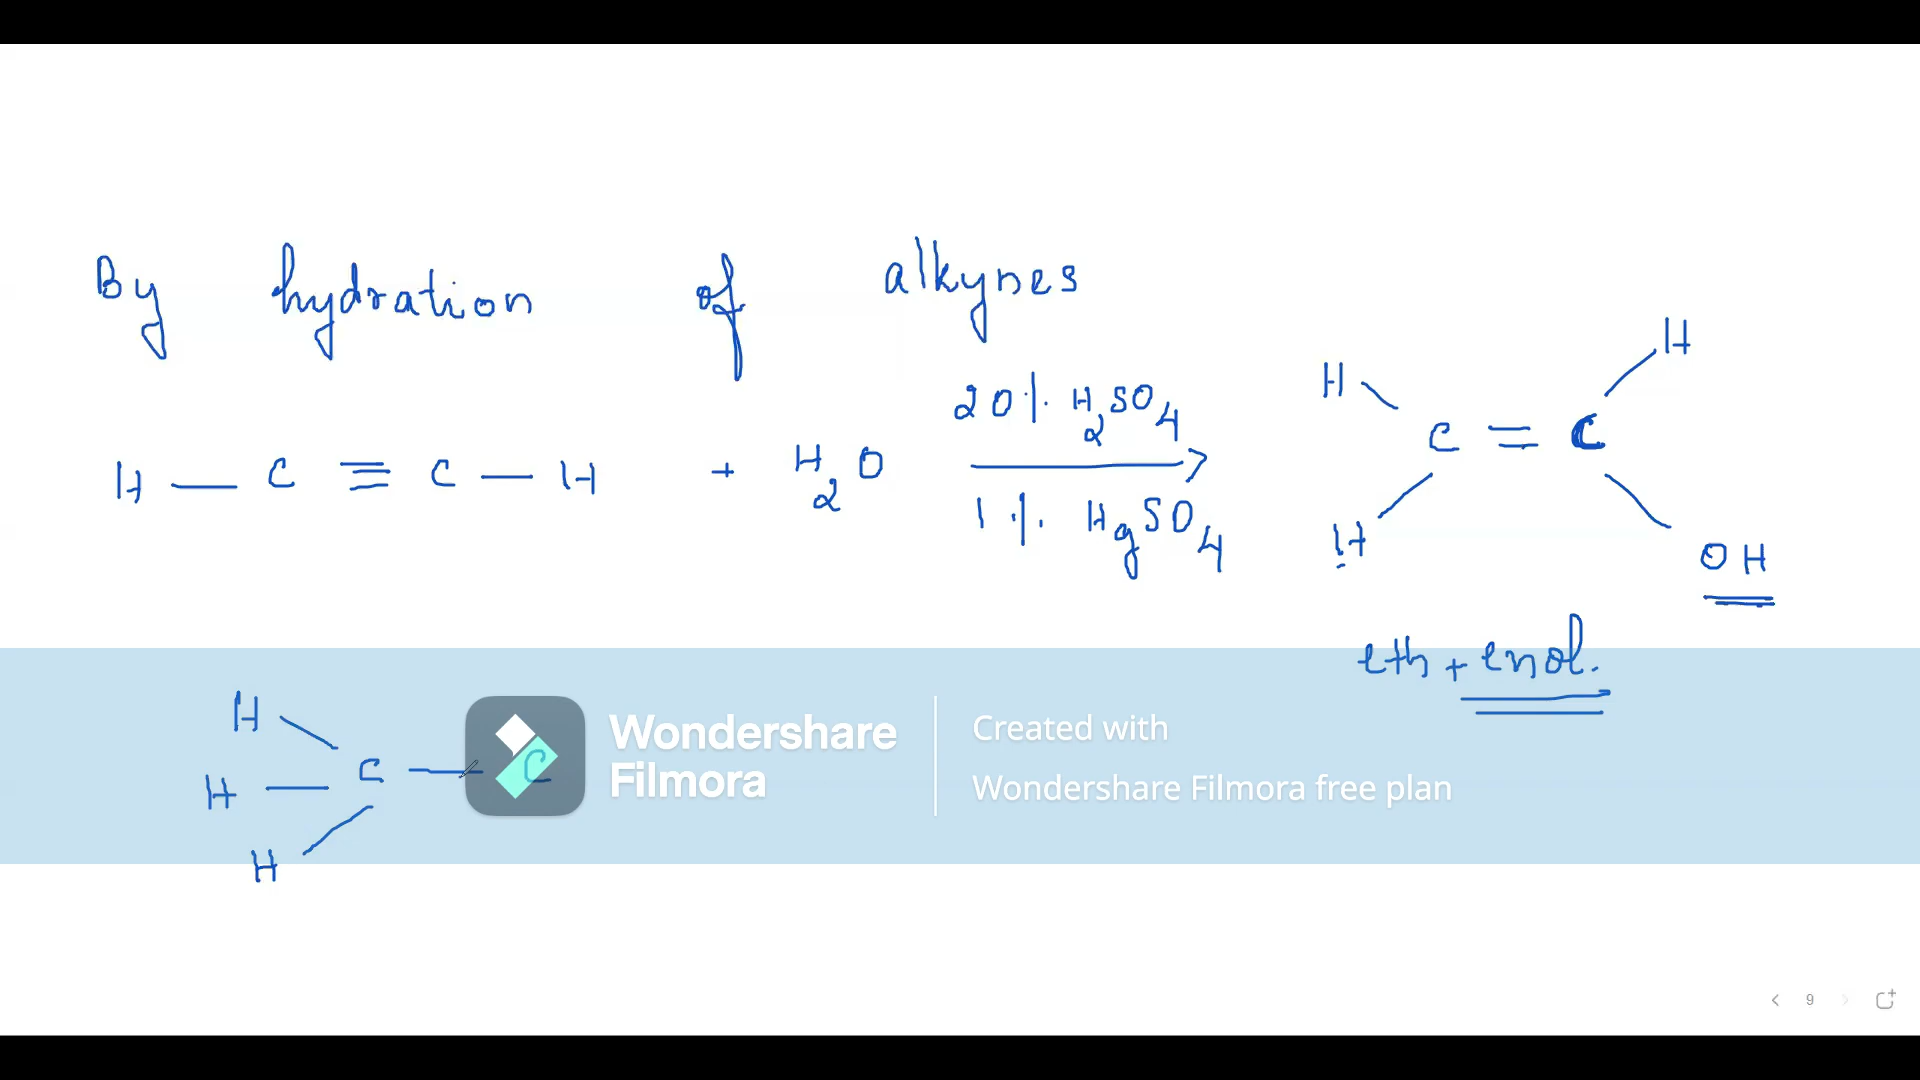 By hydration of alkynes
H — C ≡ C — H + H2O
20% H2SO4
1% HgSO4
H H
C = C
H OH
eth + enol.
H
H — C — C
H
Wondershare
Filmora
Created with
Wondershare Filmora free plan
9